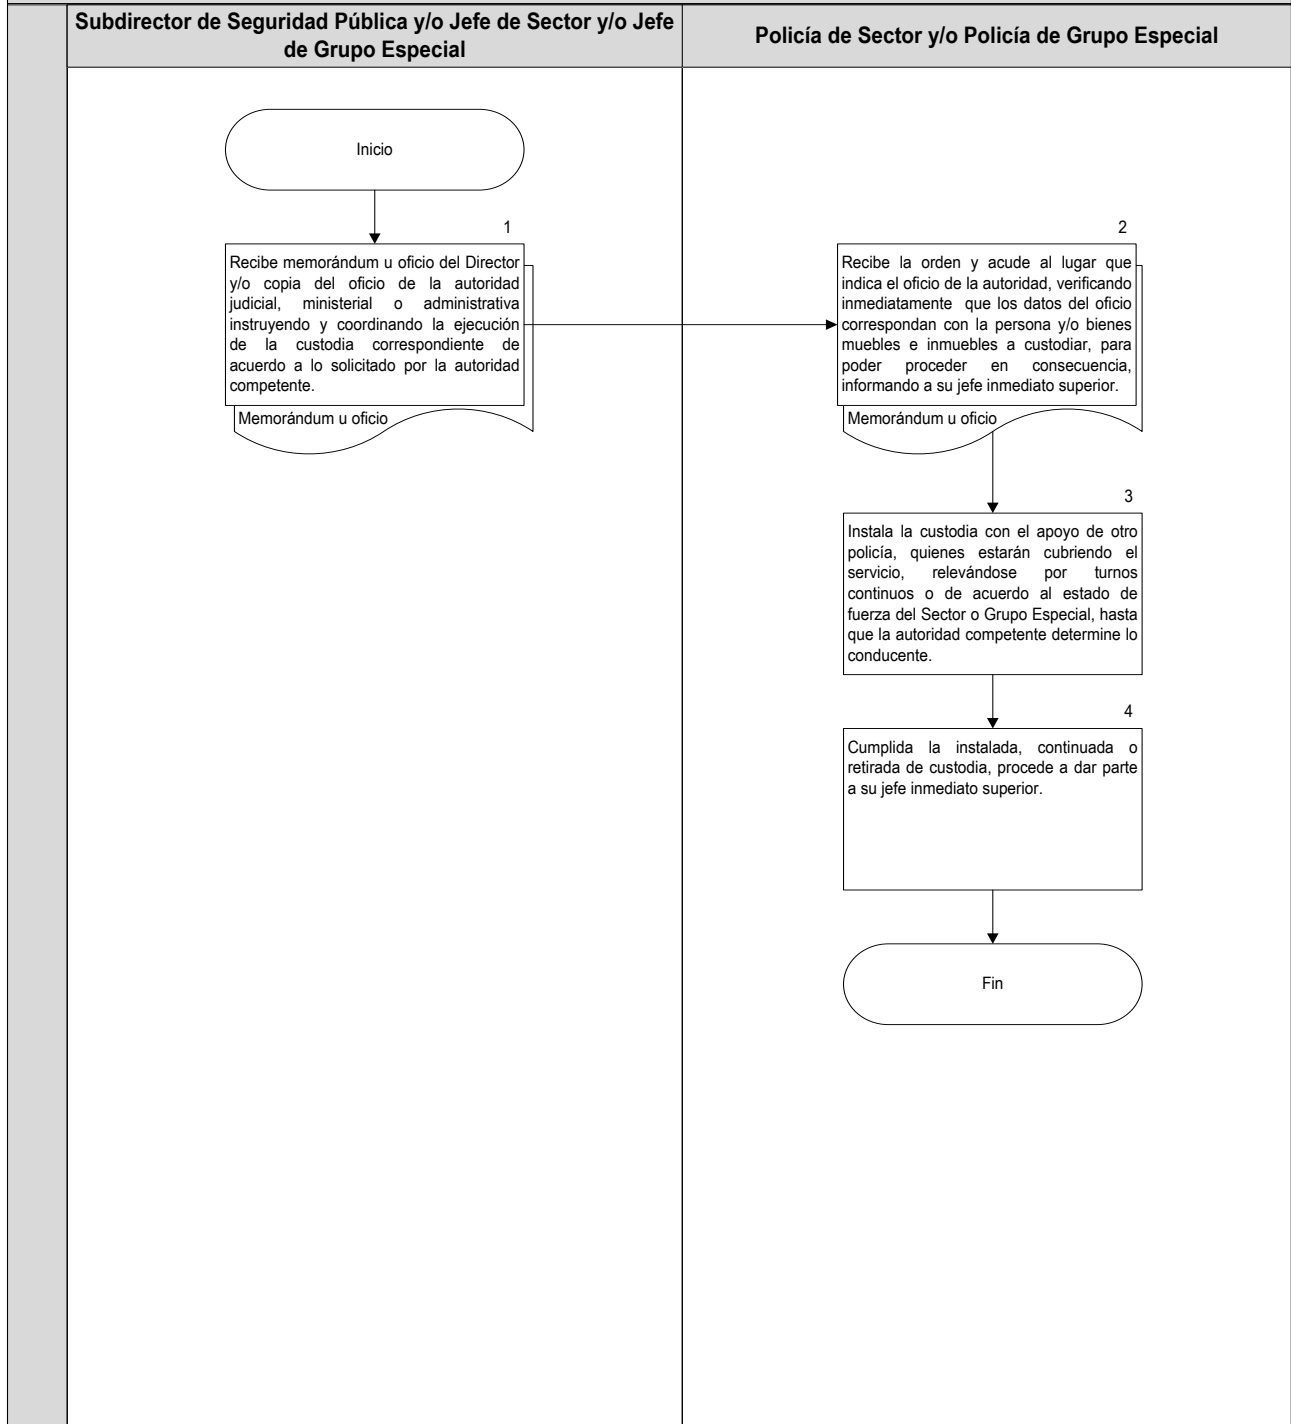 Subdirector de Seguridad Pública y/o Jefe de Sector y/o Jefe
de Grupo Especial
Policía de Sector y/o Policía de Grupo Especial
Inicio
1
Recibe memorándum u oficio del Director
y/o copia del oficio de la autoridad
judicial, ministerial o administrativa
instruyendo y coordinando la ejecución
de la custodia correspondiente de
acuerdo a lo solicitado por la autoridad
competente.
Memorándum u oficio
2
Recibe la orden y acude al lugar que
indica el oficio de la autoridad, verificando
inmediatamente que los datos del oficio
correspondan con la persona y/o bienes
muebles e inmuebles a custodiar, para
poder proceder en consecuencia,
informando a su jefe inmediato superior.
Memorándum u oficio
3
Instala la custodia con el apoyo de otro
policía, quienes estarán cubriendo el
servicio, relevándose por turnos
continuos o de acuerdo al estado de
fuerza del Sector o Grupo Especial, hasta
que la autoridad competente determine lo
conducente.
4
Cumplida la instalada, continuada o
retirada de custodia, procede a dar parte
a su jefe inmediato superior.
Fin